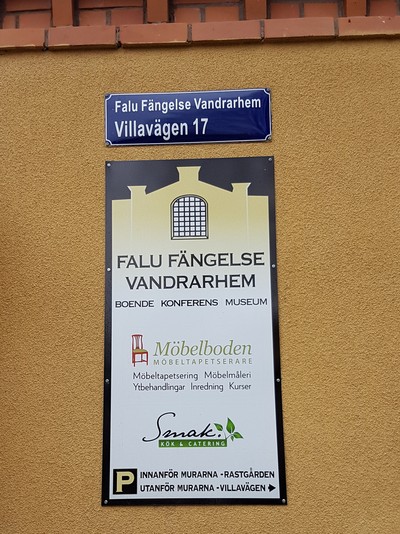 Falu Fängelse Vandrarhem
Villavägen 17
FALU FÄNGELSE
VANDRARHEM
BOENDE KONFERENS MUSEUM
Möbelboden
MÖBELTAPETSERARE
Möbeltapetsering Möbelmåleri
Ytbehandlingar Inredning Kurser
Smak.
KÖK & CATERING
P INNANFÖR MURARNA - RASTGÅRDEN
UTANFÖR MURARNA - VILLAVÄGEN